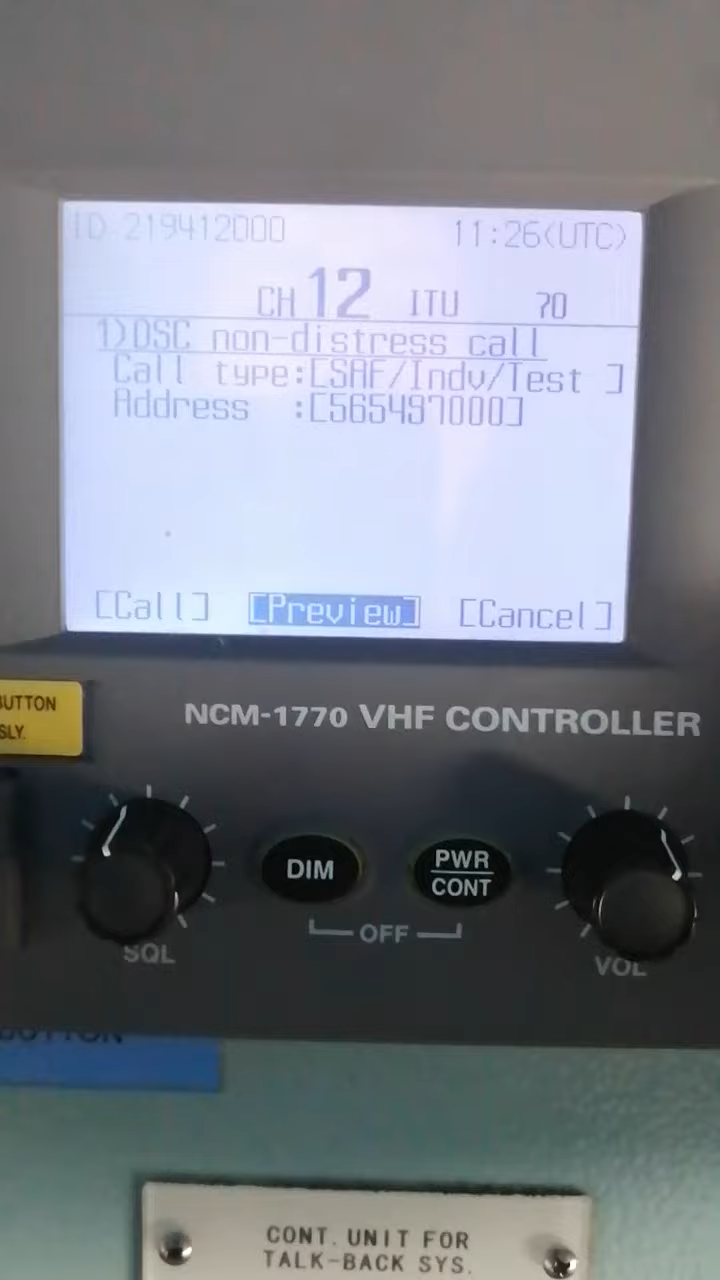 ID 219412000 11:26(UTC)
CH 12 ITU 70
1)DSC non-distress call
Call type:[SAF/Indv/Test ]
Address :[565497000]
[Call] [Preview] [Cancel]
BUTTON
SLY.
NCM-1770 VHF CONTROLLER
DIM
PWR
CONT
OFF
SQL
VOL
BUTTON
CONT. UNIT FOR
TALK-BACK SYS.